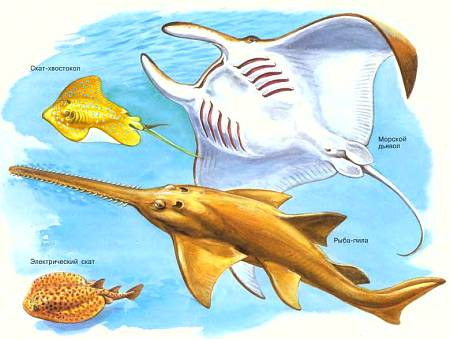 Скат-хвостокол
Морской
дьявол
Рыба-пила
Электрический скат